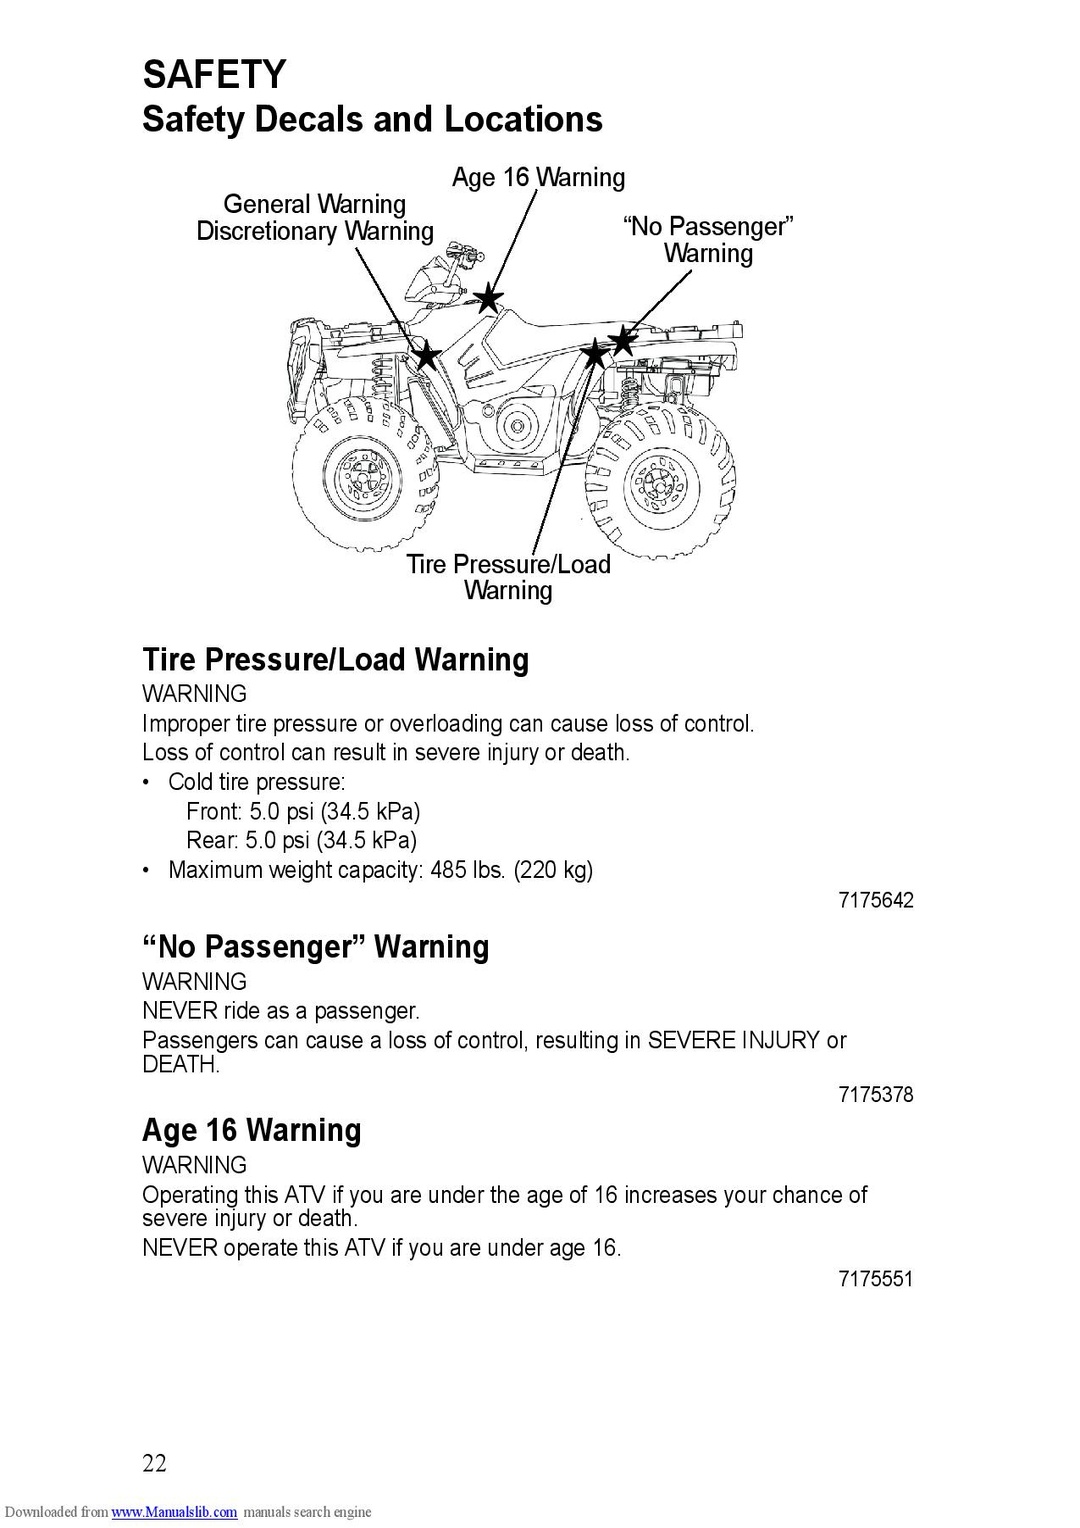 SAFETY
Safety Decals and Locations
Age 16 Warning
General Warning
Discretionary Warning
“No Passenger”
Warning
Tire Pressure/Load
Warning
Tire Pressure/Load Warning
WARNING
Improper tire pressure or overloading can cause loss of control.
Loss of control can result in severe injury or death.
• Cold tire pressure:
Front: 5.0 psi (34.5 kPa)
Rear: 5.0 psi (34.5 kPa)
• Maximum weight capacity: 485 lbs. (220 kg)
7175642
“No Passenger” Warning
WARNING
NEVER ride as a passenger.
Passengers can cause a loss of control, resulting in SEVERE INJURY or
DEATH.
7175378
Age 16 Warning
WARNING
Operating this ATV if you are under the age of 16 increases your chance of
severe injury or death.
NEVER operate this ATV if you are under age 16.
7175551
22
Downloaded from www.Manualslib.com manuals search engine